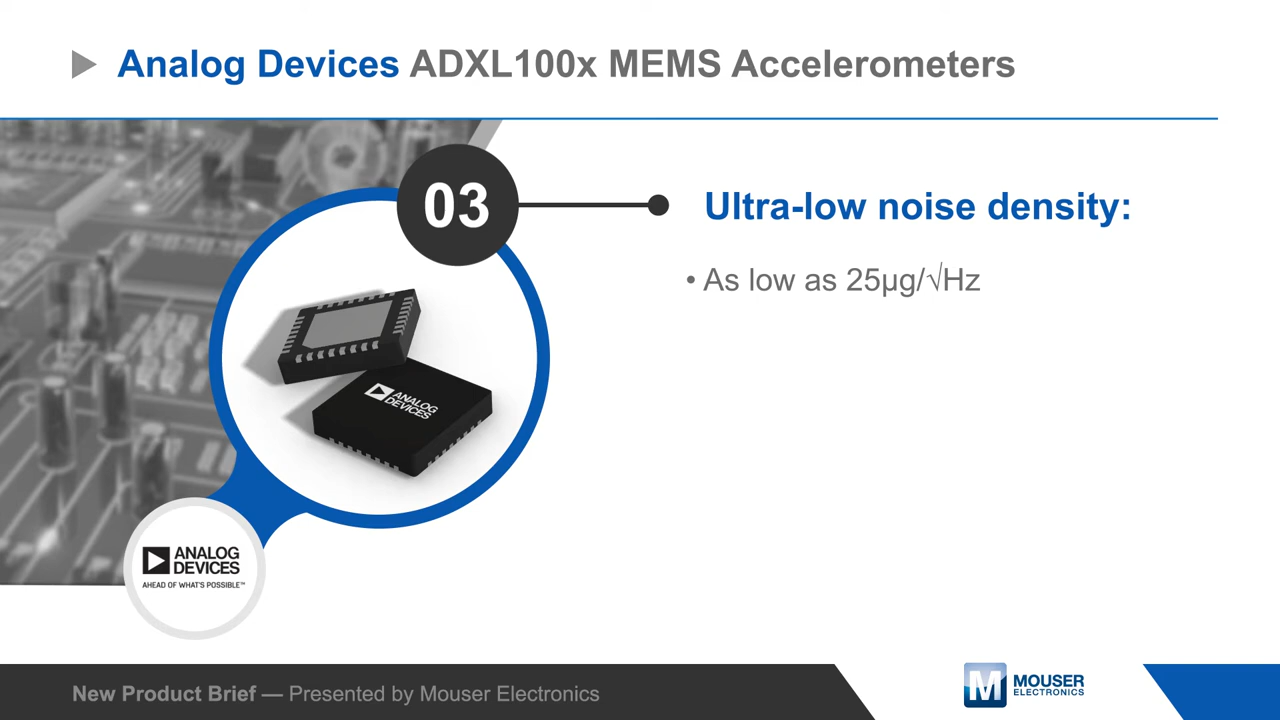 Analog Devices ADXL100x MEMS Accelerometers
03
Ultra-low noise density:
• As low as 25µg/√Hz
ANALOG
DEVICES
ANALOG
DEVICES
AHEAD OF WHAT'S POSSIBLE™
New Product Brief — Presented by Mouser Electronics
M
MOUSER
ELECTRONICS